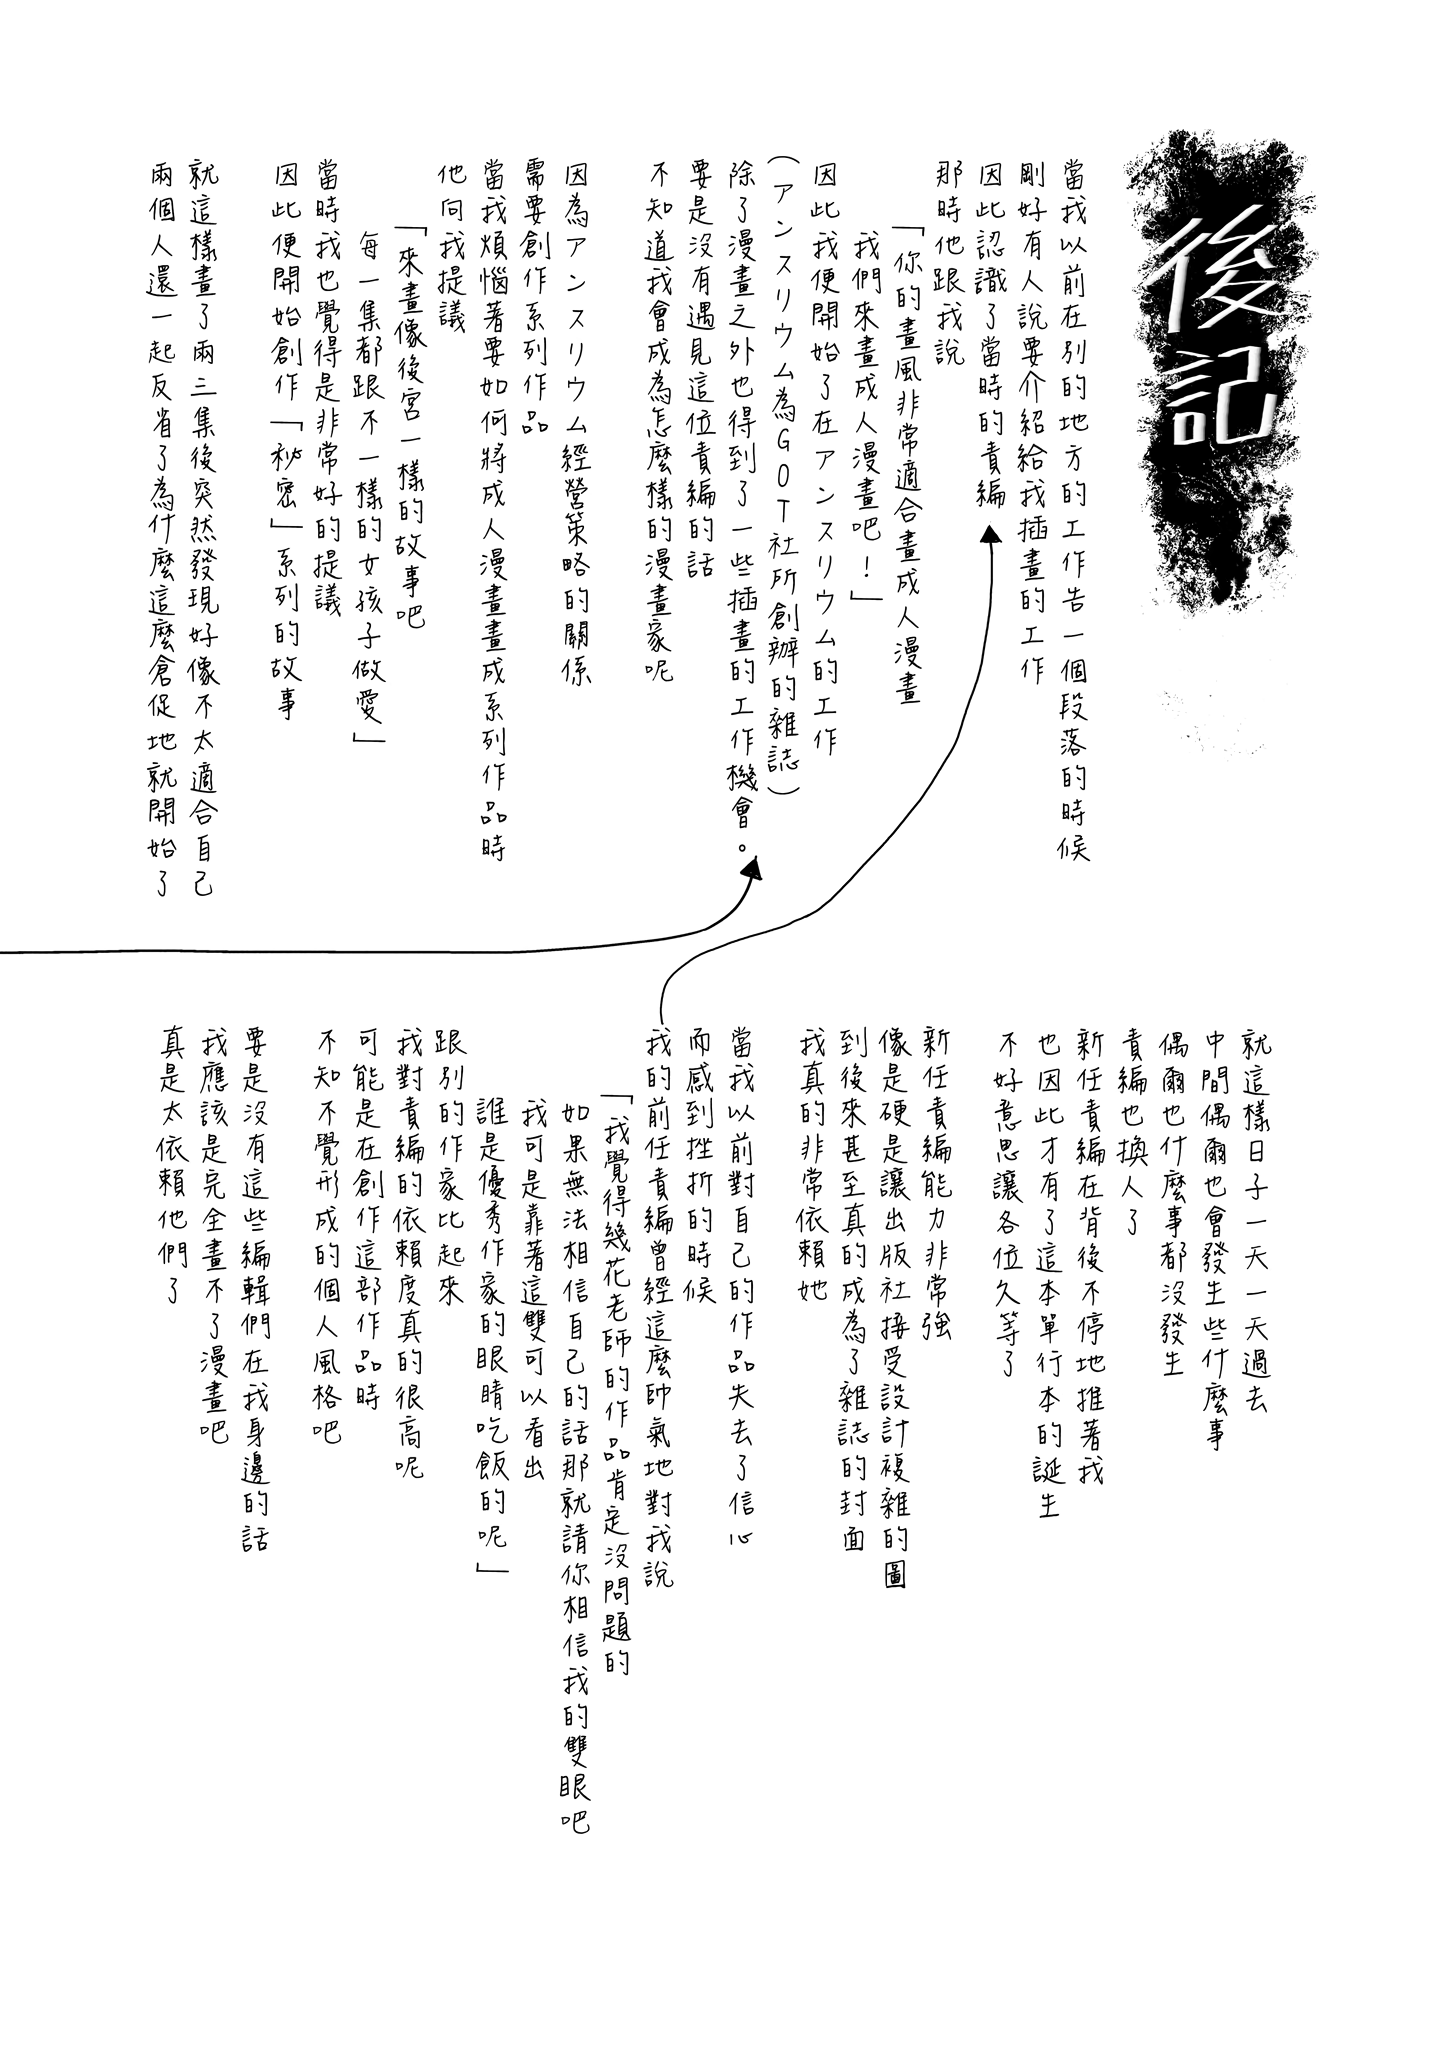 後記
當我以前在別的地方的工作告一個段落的時候
剛好有人說要介紹給我插畫的工作
因此認識了當時的責編
那時他跟我說
「你的畫風非常適合畫成人漫畫
我們來畫成人漫畫吧！」
因此我便開始了在アンスリウム的工作
（アンスリウム為GOT社所創辦的雜誌）
除了漫畫之外也得到了一些插畫的工作機會。
要是沒有遇見這位責編的話
不知道我會成為怎麼樣的漫畫家呢
因為アンスリウム經營策略的關係
需要創作系列作品
當我煩惱著要如何將成人漫畫畫成系列作品時
他向我提議
「來畫像後宮一樣的故事吧
每一集都跟不一樣的女孩子做愛」
當時我也覺得是非常好的提議
因此便開始創作「秘密」系列的故事
就這樣畫了兩三集後突然發現好像不太適合自己
兩個人還一起反省了為什麼這麼倉促地就開始了
就這樣日子一天一天過去
中間偶爾也會發生些什麼事
偶爾也什麼事都沒發生
責編也換人了
新任責編在背後不停地推著我
也因此才有了這本單行本的誕生
不好意思讓各位久等了
新任責編能力非常強
像是硬是讓出版社接受設計複雜的圖
到後來甚至真的成為了雜誌的封面
我真的非常依賴她
當我以前對自己的作品失去了信心
而感到挫折的時候
我的前任責編曾經這麼帥氣地對我說
「我覺得幾花老師的作品肯定沒問題的
如果無法相信自己的話那就請你相信我的雙眼吧
我可是靠著這雙可以看出
誰是優秀作家的眼睛吃飯的呢」
跟別的作家比起來
我對責編的依賴度真的很高呢
可能是在創作這部作品時
不知不覺形成的個人風格吧
要是沒有這些編輯們在我身邊的話
我應該是完全畫不了漫畫吧
真是太依賴他們了